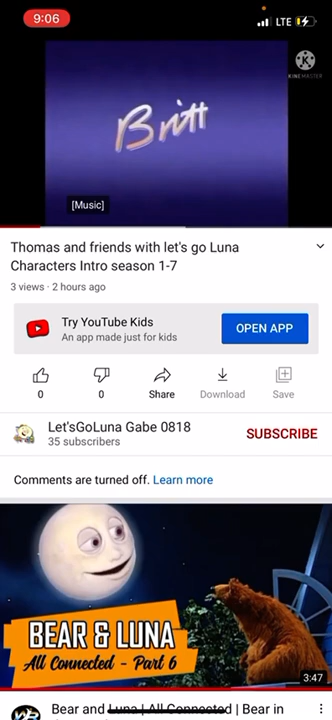 9:06
LTE
K
KINEMASTER
Britt
[Music]
Thomas and friends with let's go Luna
Characters Intro season 1-7
3 views · 2 hours ago
Try YouTube Kids
An app made just for kids
OPEN APP
0
0
Share
Download
Save
Let'sGoLuna Gabe 0818
35 subscribers
SUBSCRIBE
Comments are turned off. Learn more
BEAR & LUNA
All Connected - Part 6
3:47
Bear and Luna | All Connected | Bear in